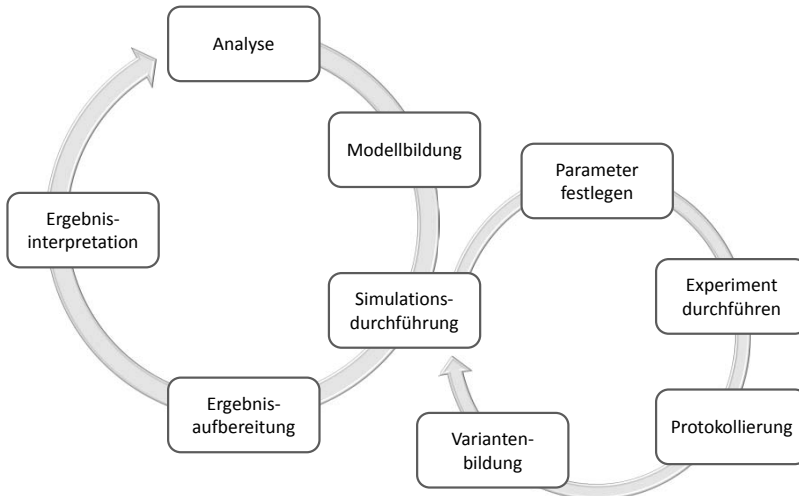 Analyse
Modellbildung
Simulations-
durchführung
Ergebnis-
aufbereitung
Ergebnis-
interpretation
Parameter
festlegen
Experiment
durchführen
Protokollierung
Varianten-
bildung